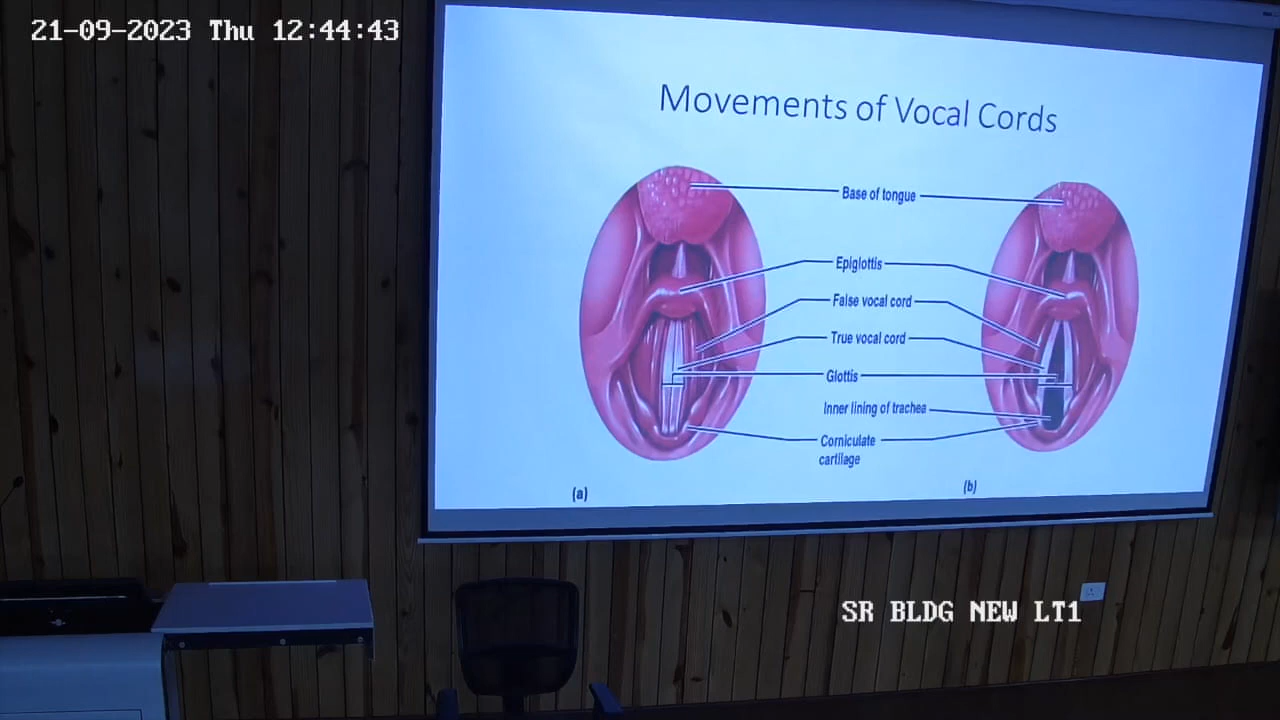 21-09-2023 Thu 12:44:43
Movements of Vocal Cords
Base of tongue
Epiglottis
False vocal cord
True vocal cord
Glottis
Inner lining of trachea
Corniculate
cartilage
(a)
(b)
SR BLDG NEW LT1